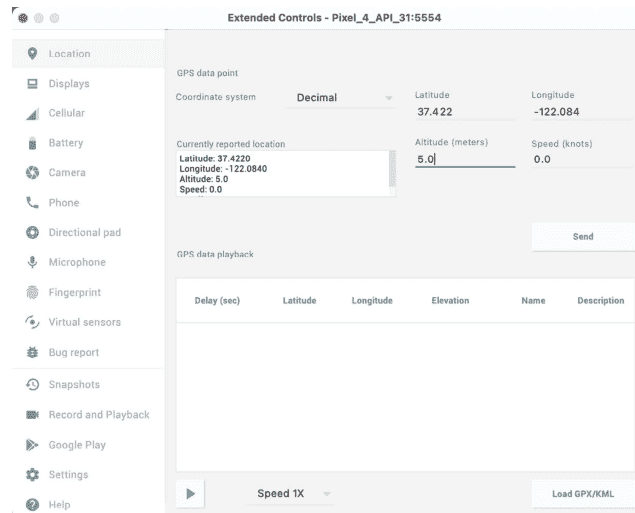 Extended Controls - Pixel_4_API_31:5554
Location
Displays
Cellular
Battery
Camera
Phone
Directional pad
Microphone
Fingerprint
Virtual sensors
Bug report
Snapshots
Record and Playback
Google Play
Settings
Help
GPS data point
Coordinate system
Decimal
Latitude
37.422
Longitude
-122.084
Currently reported location
Latitude: 37.4220
Longitude: -122.0840
Altitude: 5.0
Speed: 0.0
Altitude (meters)
5.0
Speed (knots)
0.0
Send
GPS data playback
Delay (sec) Latitude Longitude Elevation Name Description
Speed 1X
Load GPX/KML